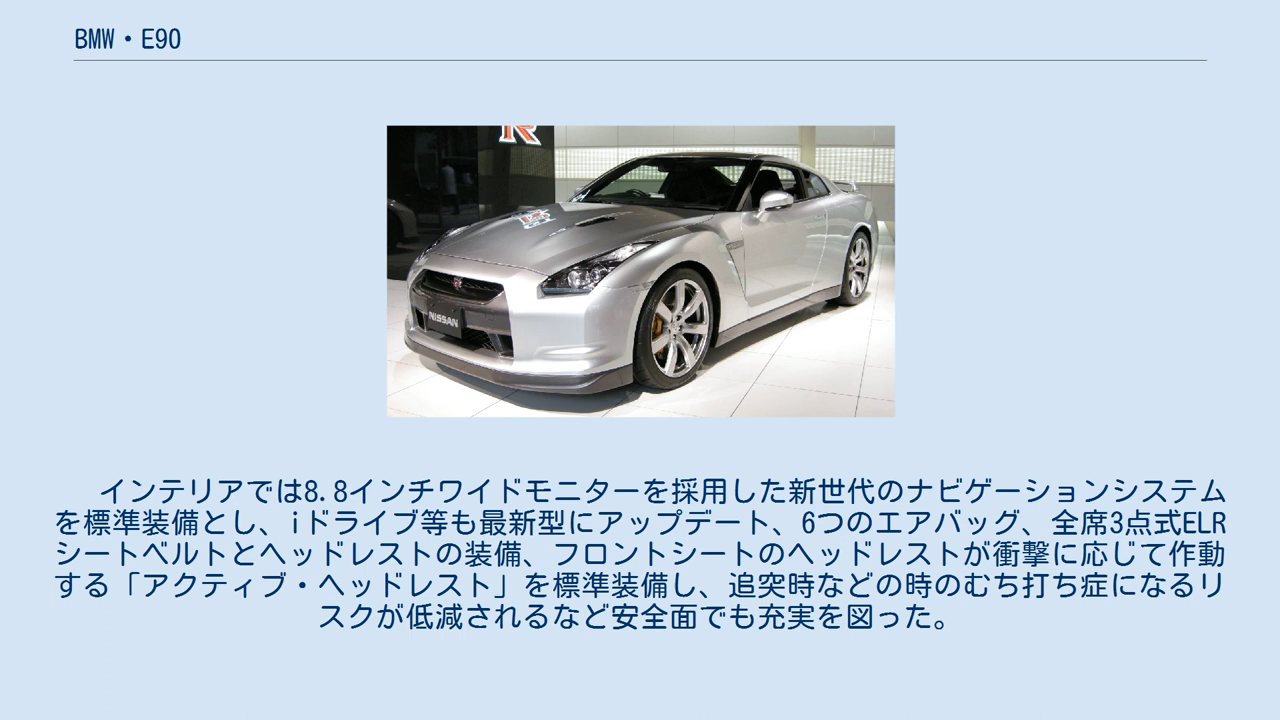 BMW・E90
R
NISSAN
インテリアでは8.8インチワイドモニターを採用した新世代のナビゲーションシステム
を標準装備とし、iドライブ等も最新型にアップデート、6つのエアバッグ、全席3点式ELR
シートベルトとヘッドレストの装備、フロントシートのヘッドレストが衝撃に応じて作動
する「アクティブ・ヘッドレスト」を標準装備し、追突時などの時のむち打ち症になるリ
スクが低減されるなど安全面でも充実を図った。